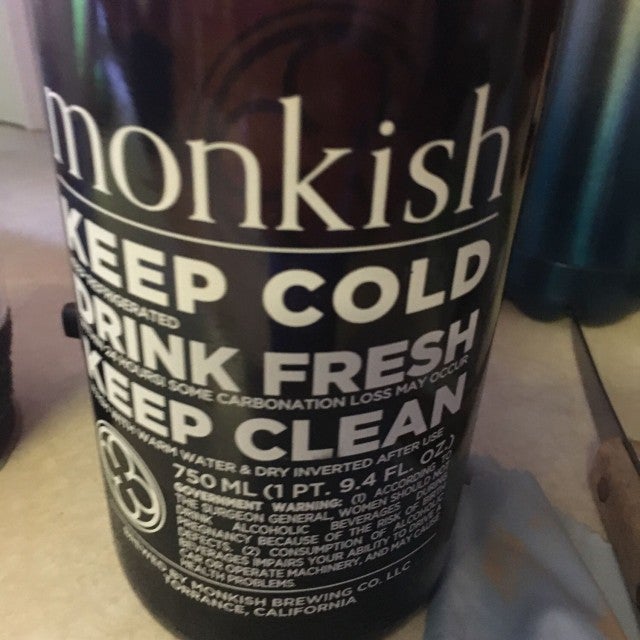 monkish
KEEP COLD
REFRIGERATED
DRINK FRESH
HOURS! SOME CARBONATION LOSS MAY OCCUR
KEEP CLEAN
WITH WARM WATER & DRY INVERTED AFTER USE
750 ML (1 PT. 9.4 FL. OZ.)
GOVERNMENT WARNING: (1) ACCORDING TO
THE SURGEON GENERAL, WOMEN SHOULD NOT
DRINK ALCOHOLIC BEVERAGES DURING
PREGNANCY BECAUSE OF THE RISK OF BIRTH
DEFECTS. (2) CONSUMPTION OF ALCOHOLIC
BEVERAGES IMPAIRS YOUR ABILITY TO DRIVE
OR OPERATE MACHINERY, AND MAY CAUSE
HEALTH PROBLEMS.
BREWED BY MONKISH BREWING CO. LLC
TORRANCE, CALIFORNIA